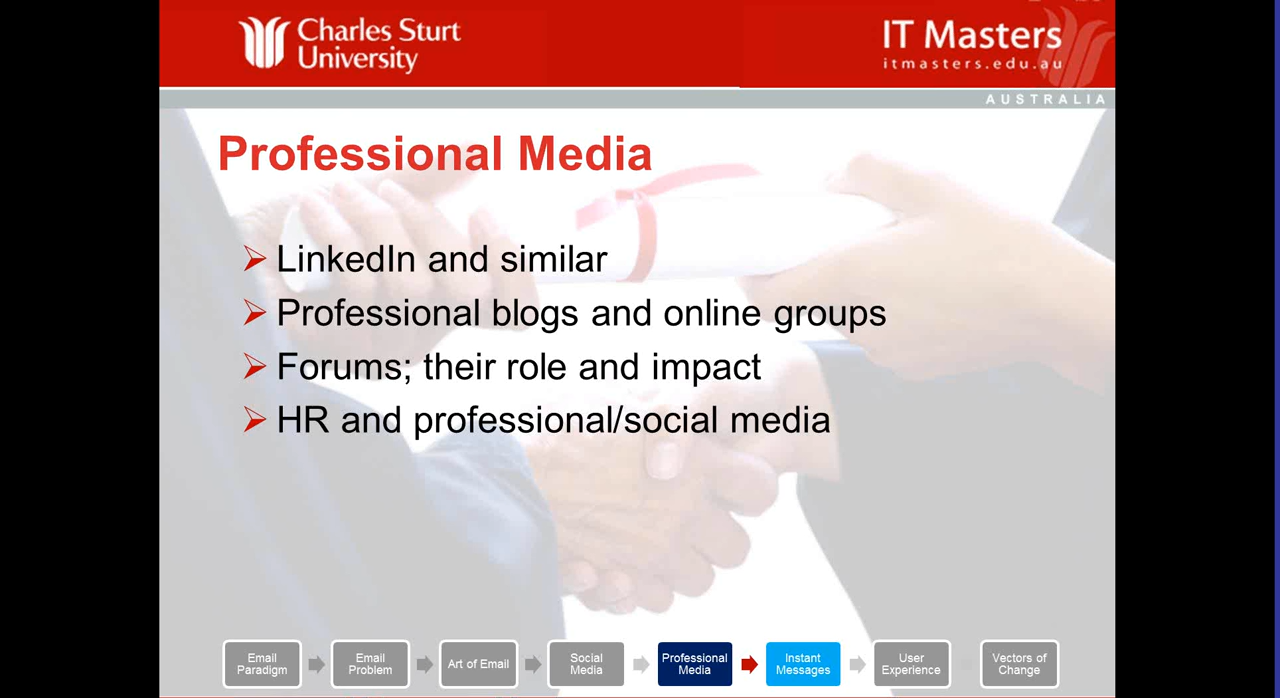 Charles Sturt
University
IT Masters
itmasters.edu.au
AUSTRALIA
Professional Media
LinkedIn and similar
Professional blogs and online groups
Forums; their role and impact
HR and professional/social media
Email
Paradigm
Email
Problem
Art of Email
Social
Media
Professional
Media
Instant
Messages
User
Experience
Vectors of
Change